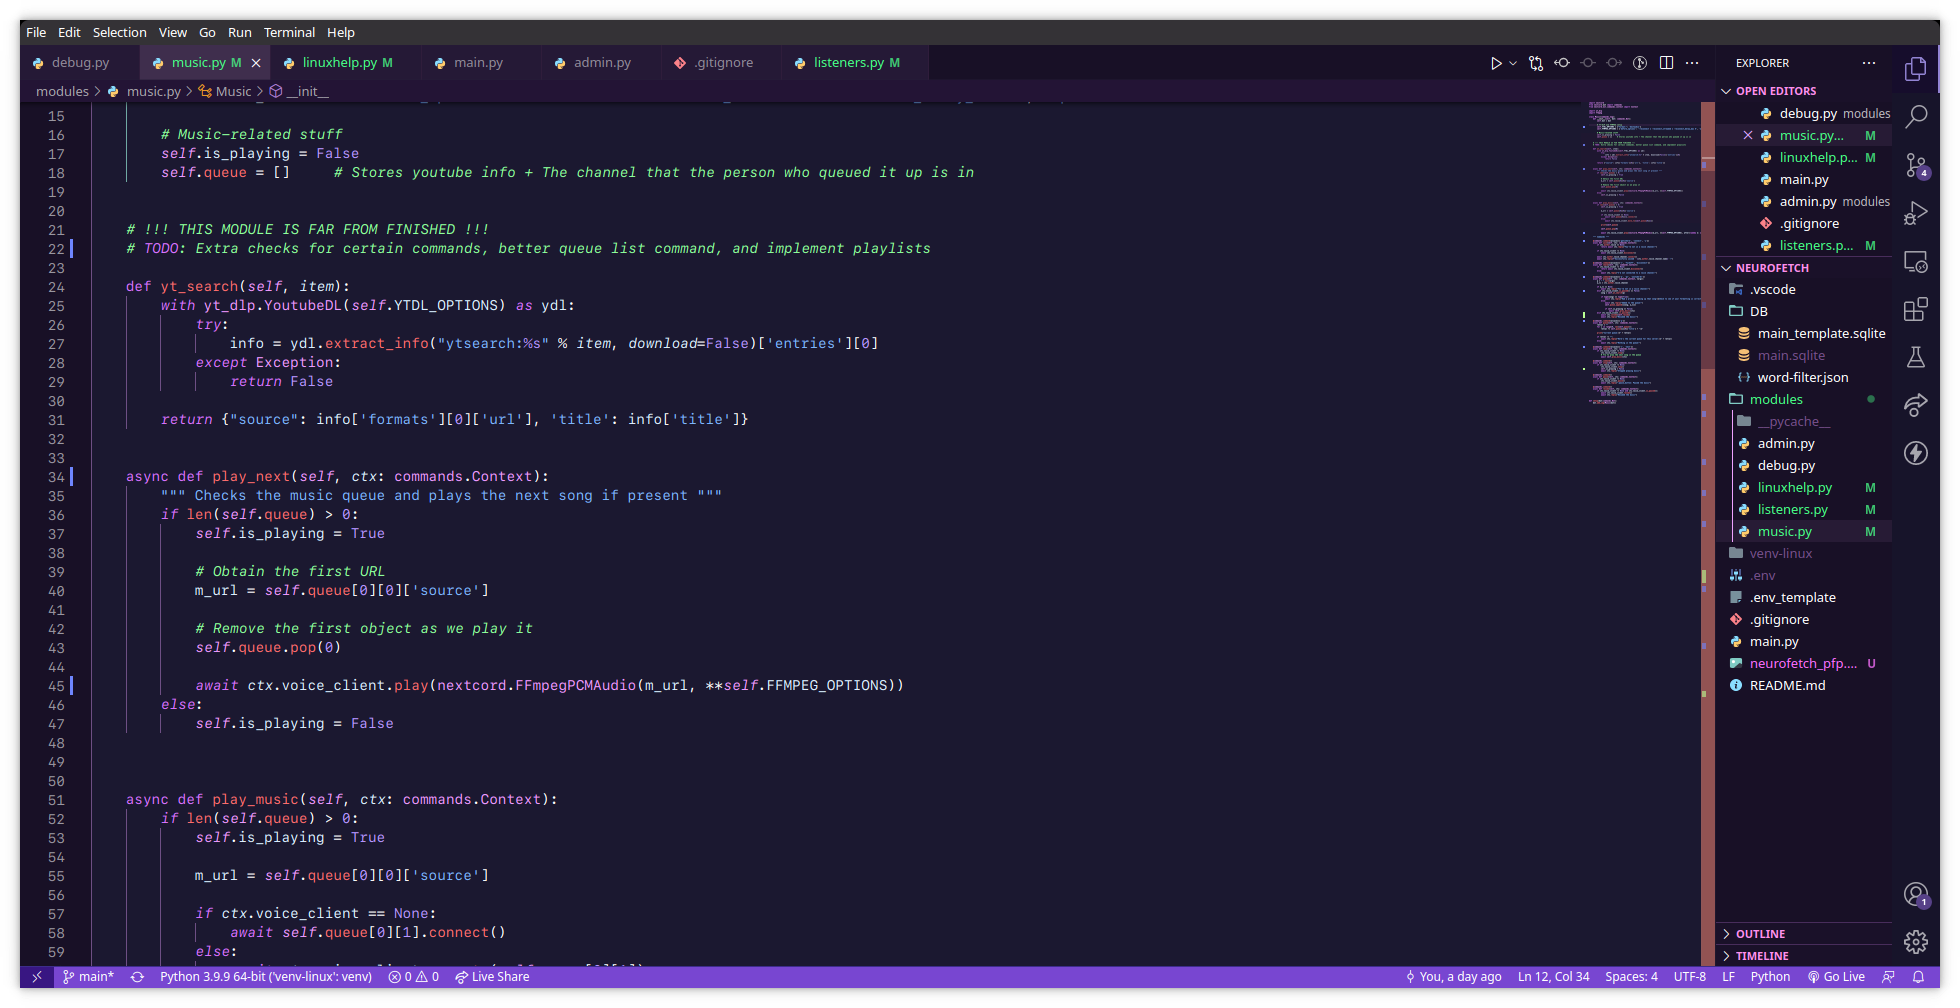 File Edit Selection View Go Run Terminal Help
debug.py music.py M linuxhelp.py M main.py admin.py .gitignore listeners.py M
modules > music.py > Music > __init__
15
16 # Music-related stuff
17 self.is_playing = False
18 self.queue = [] # Stores youtube info + The channel that the person who queued it up is in
19
20
21 # !!! THIS MODULE IS FAR FROM FINISHED !!!
22 # TODO: Extra checks for certain commands, better queue list command, and implement playlists
23
24 def yt_search(self, item):
25 with yt_dlp.YoutubeDL(self.YTDL_OPTIONS) as ydl:
26 try:
27 info = ydl.extract_info("ytsearch:%s" % item, download=False)['entries'][0]
28 except Exception:
29 return False
30
31 return {"source": info['formats'][0]['url'], 'title': info['title']}
32
33
34 async def play_next(self, ctx: commands.Context):
35 """ Checks the music queue and plays the next song if present """
36 if len(self.queue) > 0:
37 self.is_playing = True
38
39 # Obtain the first URL
40 m_url = self.queue[0][0]['source']
41
42 # Remove the first object as we play it
43 self.queue.pop(0)
44
45 await ctx.voice_client.play(nextcord.FFmpegPCMAudio(m_url, **self.FFMPEG_OPTIONS))
46 else:
47 self.is_playing = False
48
49
50
51 async def play_music(self, ctx: commands.Context):
52 if len(self.queue) > 0:
53 self.is_playing = True
54
55 m_url = self.queue[0][0]['source']
56
57 if ctx.voice_client == None:
58 await self.queue[0][1].connect()
59 else:
EXPLORER
OPEN EDITORS
debug.py modules
music.py... M
linuxhelp.p... M
main.py
admin.py modules
.gitignore
listeners.p... M
NEUROFETCH
.vscode
DB
main_template.sqlite
main.sqlite
word-filter.json
modules
__pycache__
admin.py
debug.py
linuxhelp.py M
listeners.py M
music.py M
venv-linux
.env
.env_template
.gitignore
main.py
neurofetch_pfp.... U
README.md
OUTLINE
TIMELINE
4
1
main* Python 3.9.9 64-bit ('venv-linux': venv) 0 0 Live Share You, a day ago Ln 12, Col 34 Spaces: 4 UTF-8 LF Python Go Live